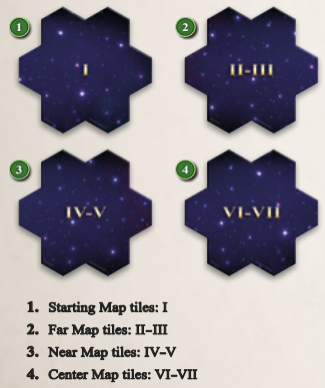 1
2
I
II-III
3
4
IV-V
VI-VII
1. Starting Map tiles: I
2. Far Map tiles: II–III
3. Near Map tiles: IV–V
4. Center Map tiles: VI–VII